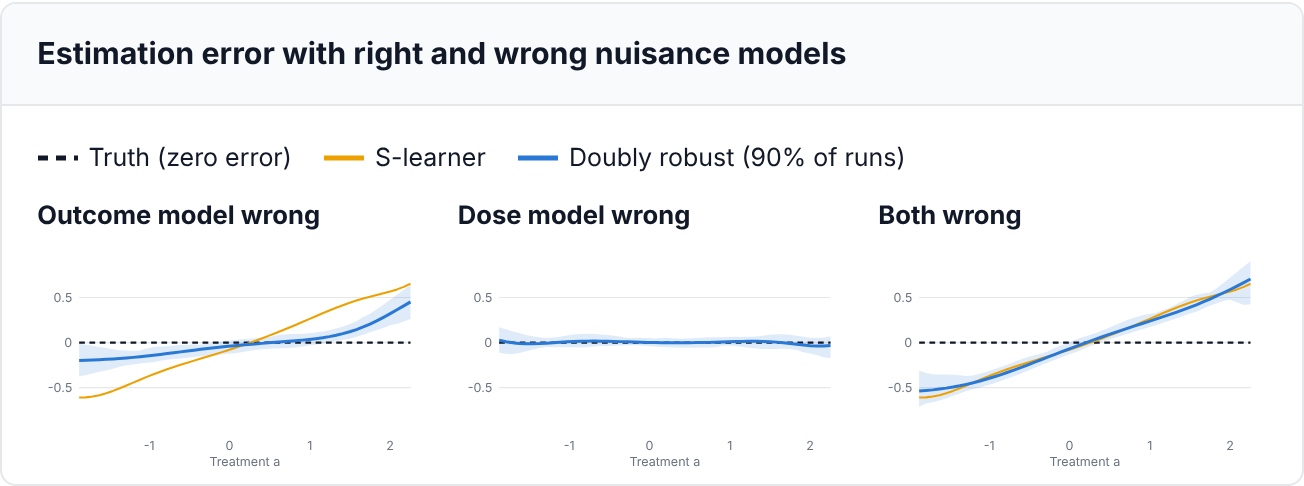 Estimation error with right and wrong nuisance models
Truth (zero error) S-learner Doubly robust (90% of runs)
Outcome model wrong
0.5
0
-0.5
-1 0 1 2
Treatment a
Dose model wrong
0.5
0
-0.5
-1 0 1 2
Treatment a
Both wrong
0.5
0
-0.5
-1 0 1 2
Treatment a